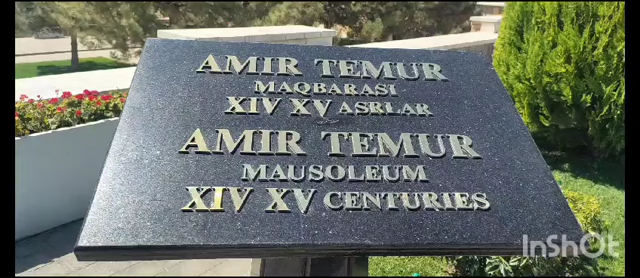 AMIR TEMUR
MAQBARASI
XIV XV ASRLAR
AMIR TEMUR
MAUSOLEUM
XIV XV CENTURIES
InShOt